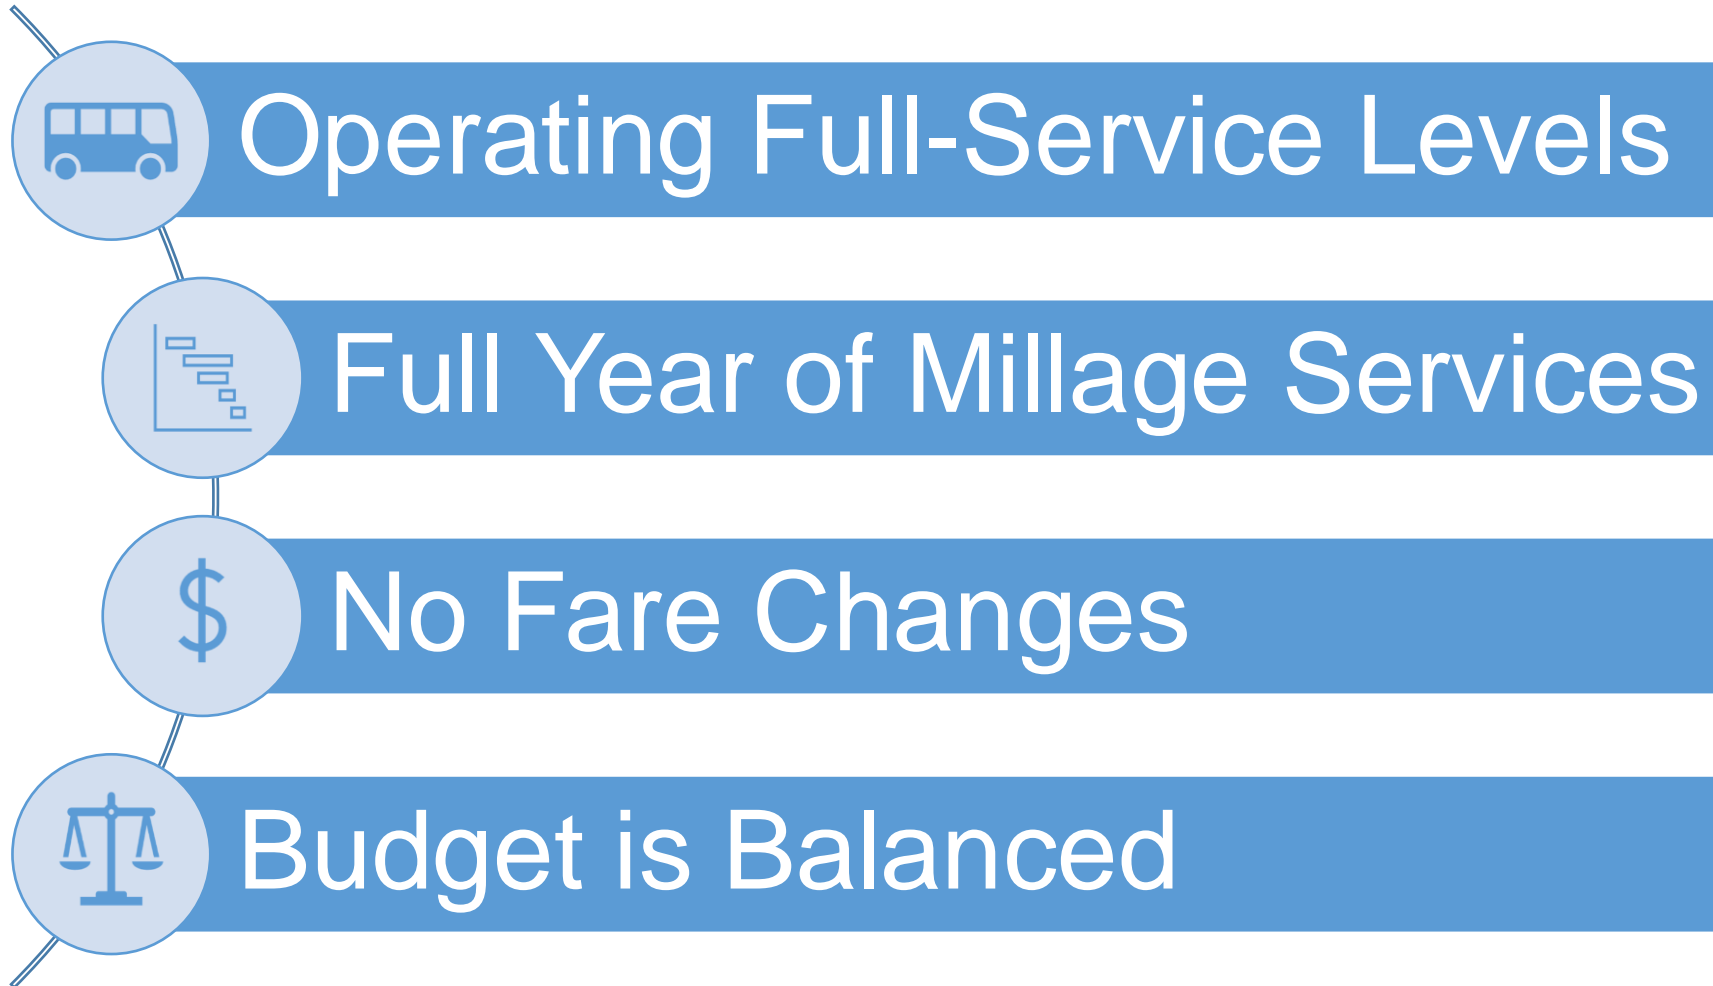 Operating Full-Service Levels
Full Year of Millage Services
$
No Fare Changes
Budget is Balanced